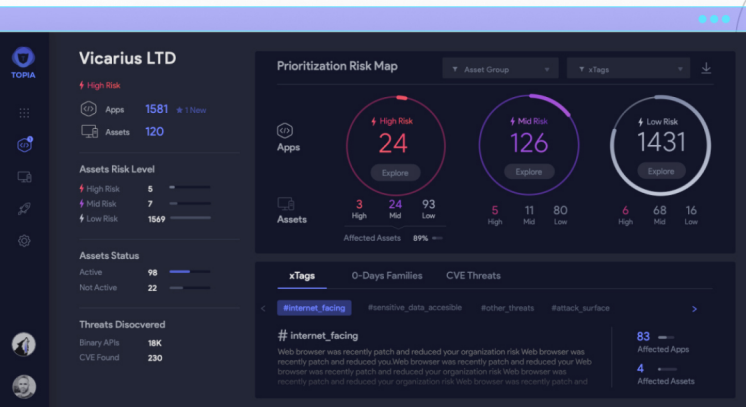 TOPIA
Vicarius LTD
High Risk
Apps 1581 1 New
Assets 120
Assets Risk Level
High Risk 5
Mid Risk 7
Low Risk 1569
Assets Status
Active 98
Not Active 22
Threats Disocvered
Binary APIs 18K
CVE Found 230
Prioritization Risk Map
Asset Group
xTags
Apps
High Risk
24
Explore
Mid Risk
126
Explore
Low Risk
1431
Explore
Assets
3 24 93
High Mid Low
5 11 80
High Mid Low
6 68 16
High Mid Low
Affected Assets 89%
xTags 0-Days Families CVE Threats
#internet_facing #sensitive_data_accesible #other_threats #attack_surface
# internet_facing
Web browser was recently patch and reduced your organization risk Web browser was
recently patch and reduced you.Web browser was recently patch and reduced your Web
browser was recently patch and reduced your organization risk Web browser was
recently patch and reduced your organization risk Web browser was recently patch and
83
Affected Apps
4
Affected Assets